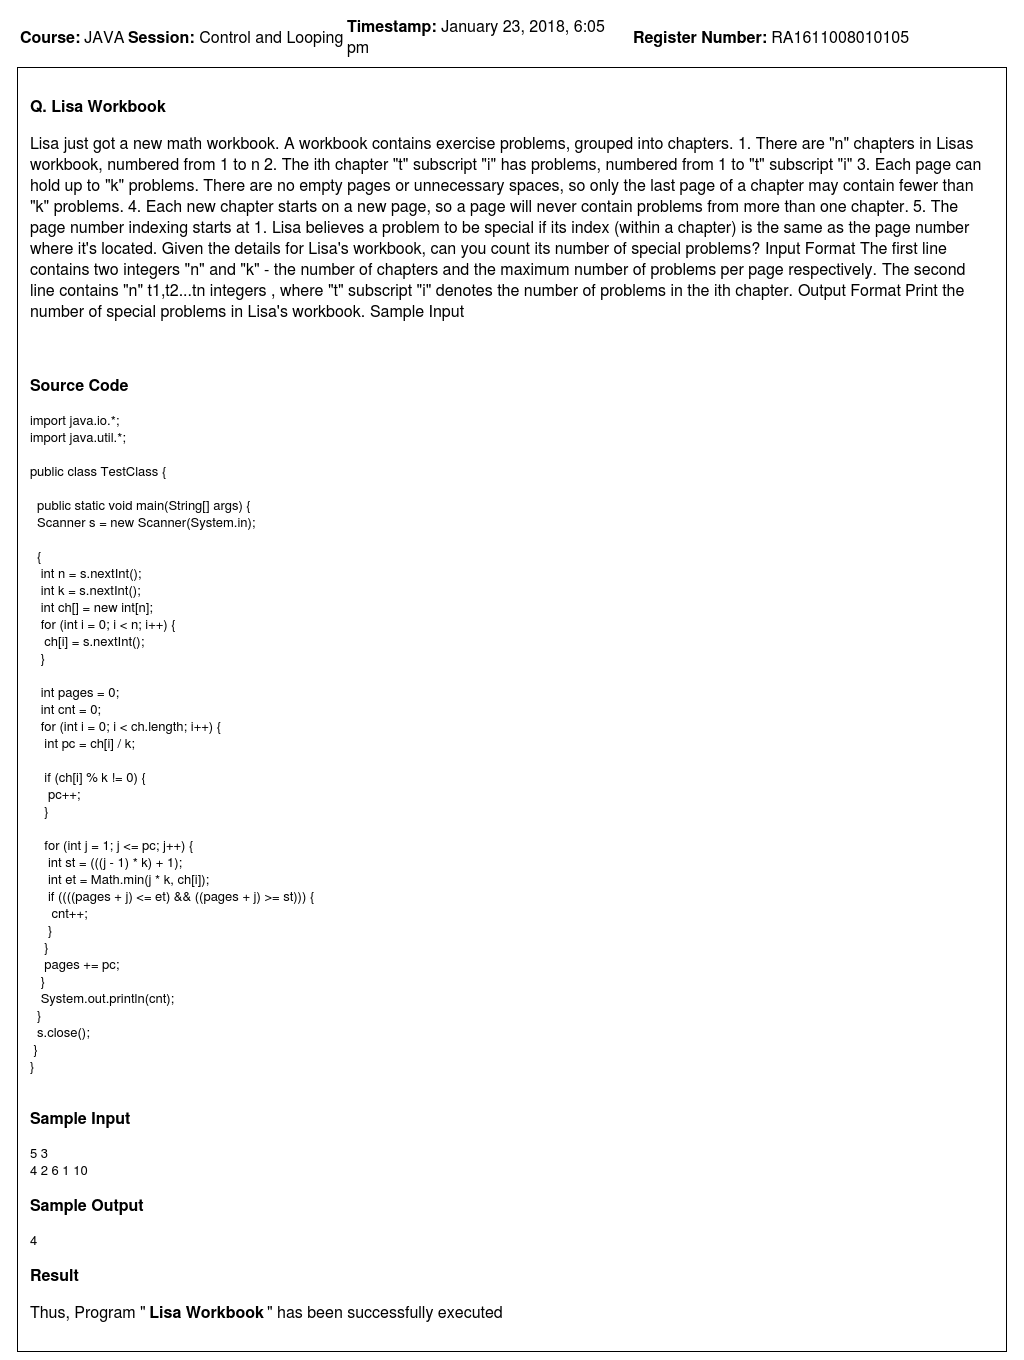 Course: JAVA Session: Control and Looping Timestamp: January 23, 2018, 6:05 pm Register Number: RA1611008010105
Q. Lisa Workbook
Lisa just got a new math workbook. A workbook contains exercise problems, grouped into chapters. 1. There are "n" chapters in Lisas
workbook, numbered from 1 to n 2. The ith chapter "t" subscript "i" has problems, numbered from 1 to "t" subscript "i" 3. Each page can
hold up to "k" problems. There are no empty pages or unnecessary spaces, so only the last page of a chapter may contain fewer than
"k" problems. 4. Each new chapter starts on a new page, so a page will never contain problems from more than one chapter. 5. The
page number indexing starts at 1. Lisa believes a problem to be special if its index (within a chapter) is the same as the page number
where it's located. Given the details for Lisa's workbook, can you count its number of special problems? Input Format The first line
contains two integers "n" and "k" - the number of chapters and the maximum number of problems per page respectively. The second
line contains "n" t1,t2...tn integers , where "t" subscript "i" denotes the number of problems in the ith chapter. Output Format Print the
number of special problems in Lisa's workbook. Sample Input
Source Code
import java.io.*;
import java.util.*;
public class TestClass {
public static void main(String[] args) {
Scanner s = new Scanner(System.in);
{
int n = s.nextInt();
int k = s.nextInt();
int ch[] = new int[n];
for (int i = 0; i < n; i++) {
ch[i] = s.nextInt();
}
int pages = 0;
int cnt = 0;
for (int i = 0; i < ch.length; i++) {
int pc = ch[i] / k;
if (ch[i] % k != 0) {
pc++;
}
for (int j = 1; j <= pc; j++) {
int st = (((j - 1) * k) + 1);
int et = Math.min(j * k, ch[i]);
if ((((pages + j) <= et) && ((pages + j) >= st))) {
cnt++;
}
}
pages += pc;
}
System.out.println(cnt);
}
s.close();
}
}
Sample Input
5 3
4 2 6 1 10
Sample Output
4
Result
Thus, Program " Lisa Workbook " has been successfully executed